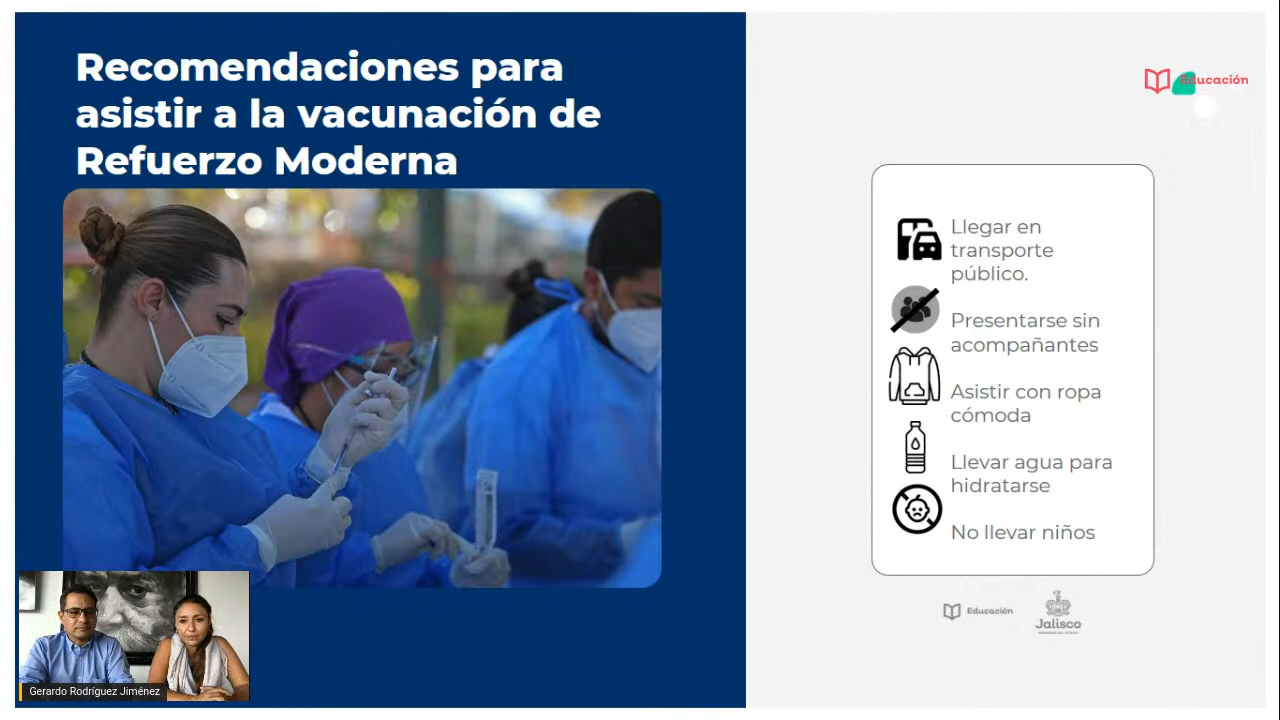 Recomendaciones para
asistir a la vacunación de
Refuerzo Moderna
Educación
Llegar en
transporte
público.
Presentarse sin
acompañantes
Asistir con ropa
cómoda
Llevar agua para
hidratarse
No llevar niños
Educación
Jalisco
Gerardo Rodríguez Jiménez